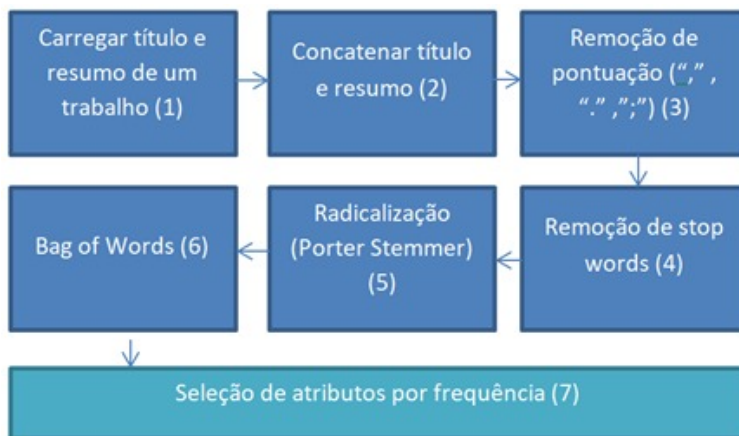 Carregar título e
resumo de um
trabalho (1)
Concatenar título
e resumo (2)
Remoção de
pontuação (“,” ,
“.” ,”;”) (3)
Remoção de stop
words (4)
Radicalização
(Porter Stemmer)
(5)
Bag of Words (6)
Seleção de atributos por frequência (7)